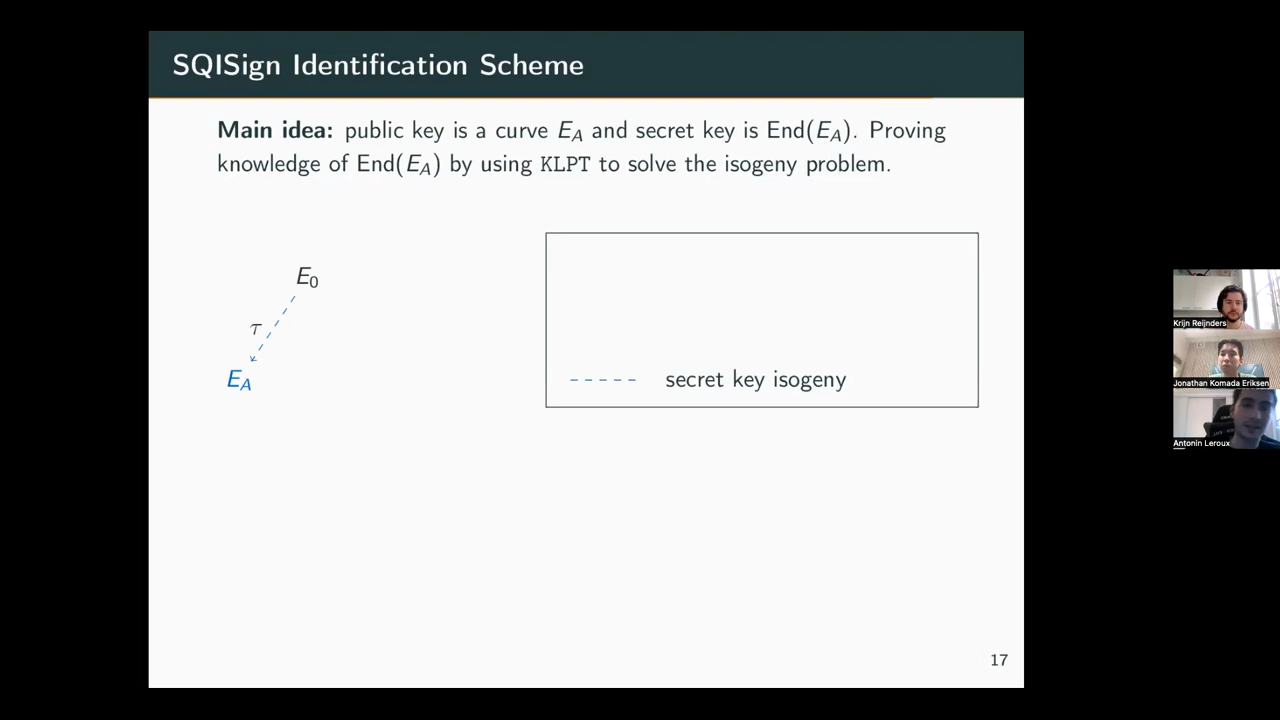 SQISign Identification Scheme
Main idea: public key is a curve E_A and secret key is End(E_A). Proving
knowledge of End(E_A) by using KLPT to solve the isogeny problem.
E_0
τ
E_A
secret key isogeny
17
Krijn Reijnders
Jonathan Komada Eriksen
Antonin Leroux